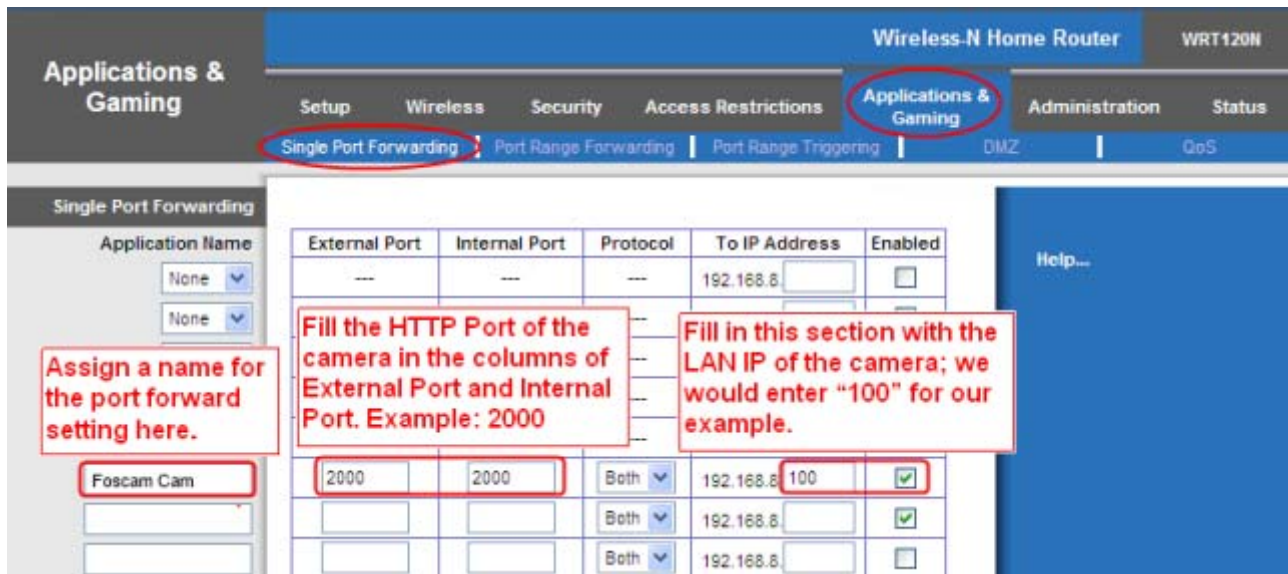 Wireless-N Home Router WRT120N
Applications &
Gaming
Setup Wireless Security Access Restrictions Applications & Gaming Administration Status
Single Port Forwarding Port Range Forwarding Port Range Triggering DMZ QoS
Single Port Forwarding
Application Name External Port Internal Port Protocol To IP Address Enabled
Help...
None --- --- --- 192.168.8.
None ---
Assign a name for
the port forward
setting here.
Fill the HTTP Port of the
camera in the columns of
External Port and Internal
Port. Example: 2000
---
---
---
Fill in this section with the
LAN IP of the camera; we
would enter “100” for our
example.
Foscam Cam 2000 2000 Both 192.168.8. 100
Both 192.168.8.
Both 192.168.8.